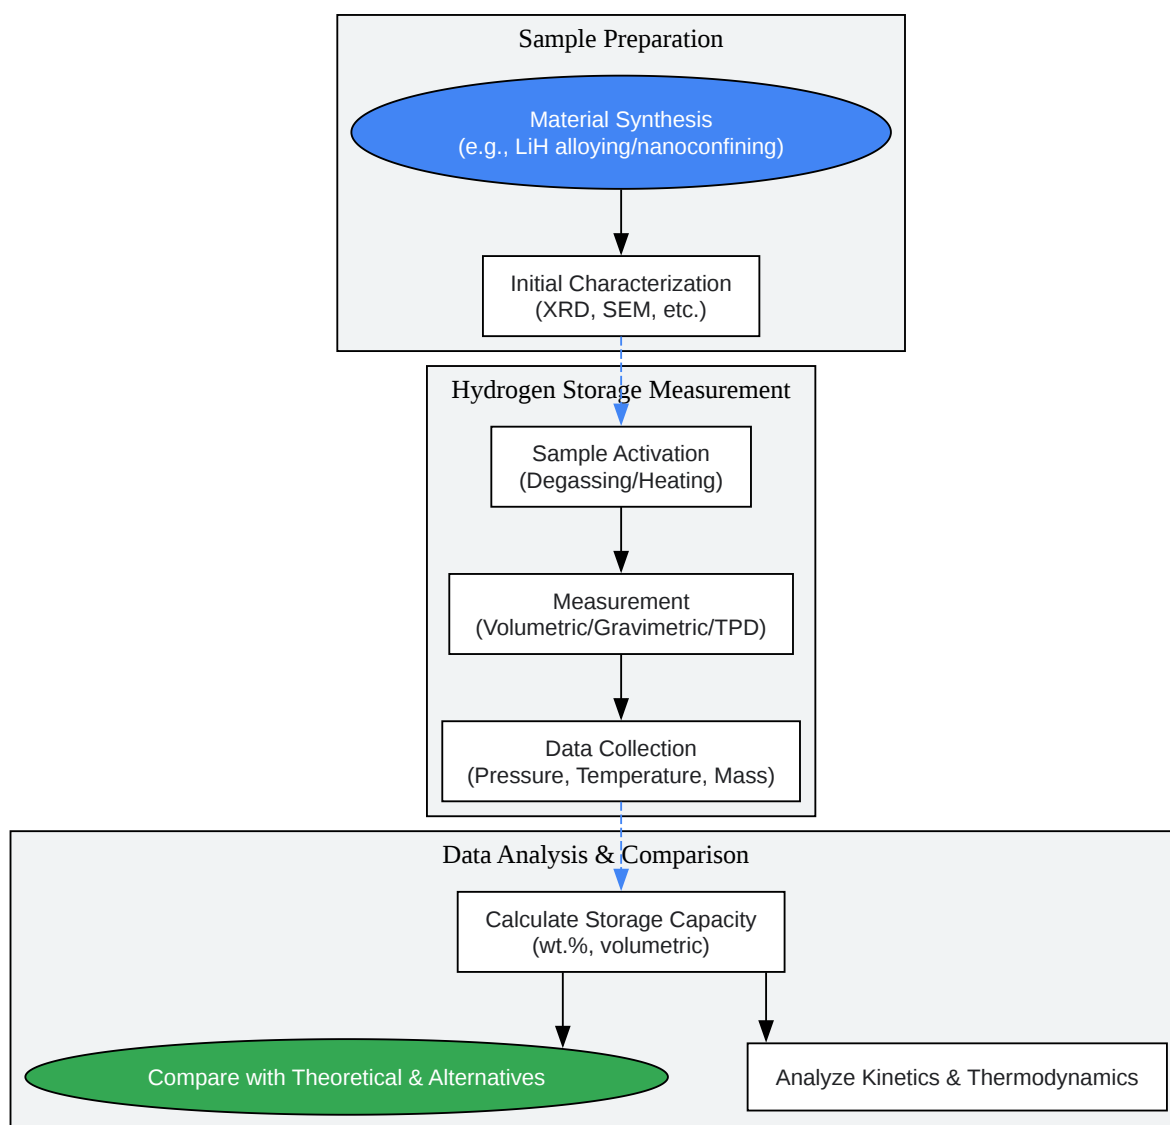 Sample Preparation
Material Synthesis
(e.g., LiH alloying/nanoconfining)
Initial Characterization
(XRD, SEM, etc.)
Hydrogen Storage Measurement
Sample Activation
(Degassing/Heating)
Measurement
(Volumetric/Gravimetric/TPD)
Data Collection
(Pressure, Temperature, Mass)
Data Analysis & Comparison
Calculate Storage Capacity
(wt.%, volumetric)
Compare with Theoretical & Alternatives
Analyze Kinetics & Thermodynamics